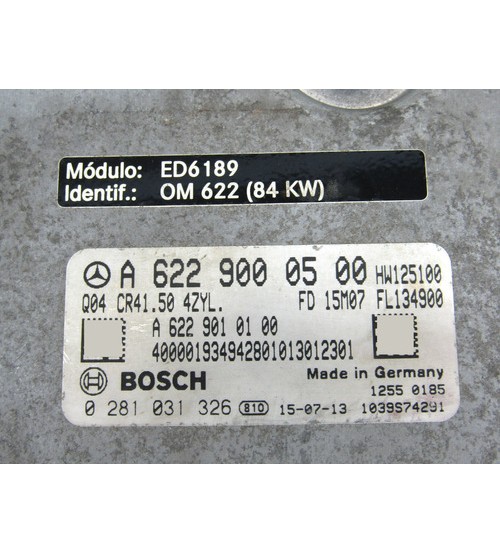 Módulo: ED6189
Identif.: OM 622 (84 KW)
A 622 900 05 00 HW125100
Q04 CR41.50 4ZYL. FD 15M07 FL134900
A 622 901 01 00
400001934942801013012301
BOSCH Made in Germany
1255 0185
0 281 031 326 810 15-07-13 1039S74291